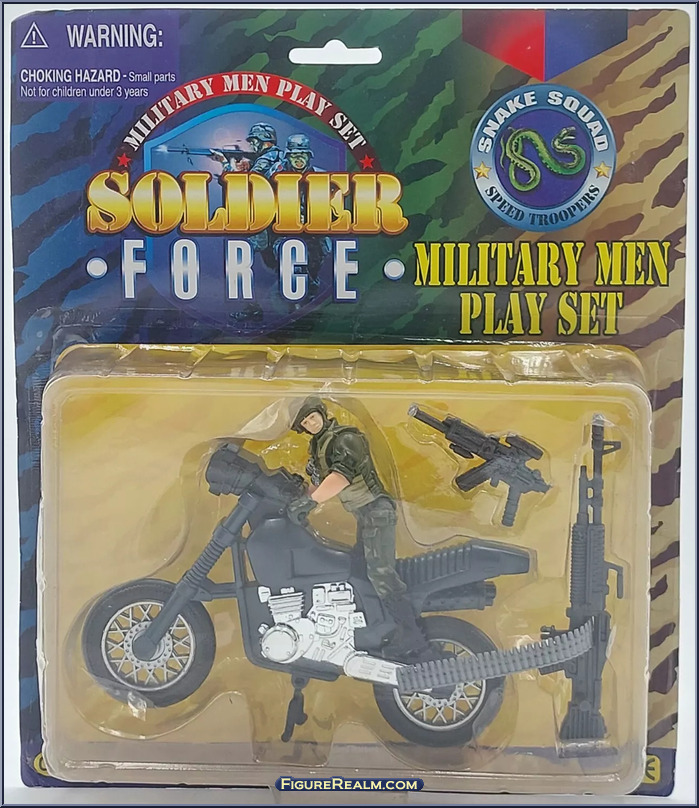 WARNING:
CHOKING HAZARD - Small parts
Not for children under 3 years
MILITARY MEN PLAY SET
SOLDIER
• FORCE •
SNAKE SQUAD
SPEED TROOPERS
MILITARY MEN
PLAY SET
FIGUREREALM.COM